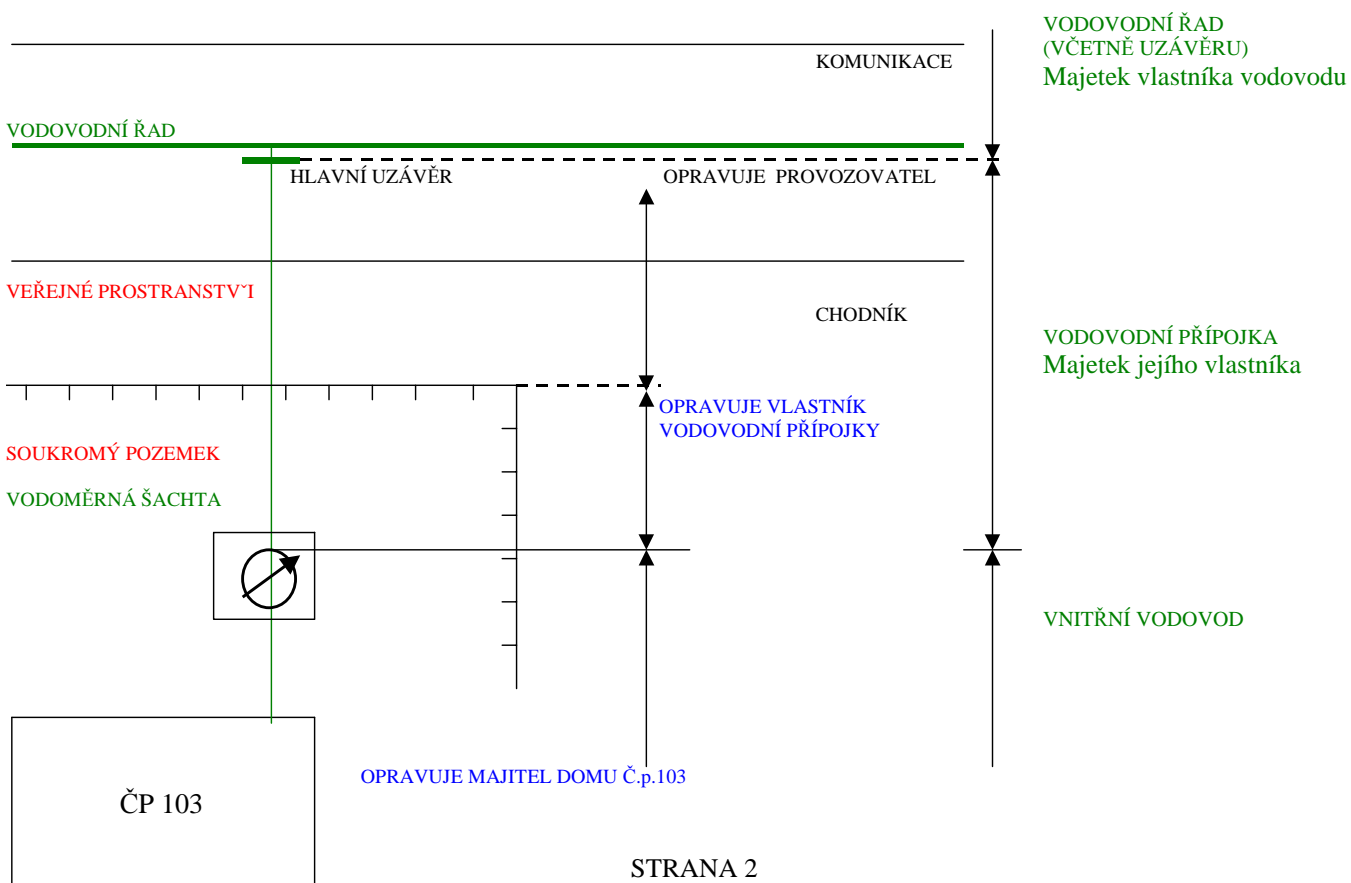 VODOVODNÍ ŘAD
(VČETNĚ UZÁVĚRU)
Majetek vlastníka vodovodu
KOMUNIKACE
VODOVODNÍ ŘAD
HLAVNÍ UZÁVĚR
OPRAVUJE PROVOZOVATEL
VEŘEJNÉ PROSTRANSTVˇI
CHODNÍK
VODOVODNÍ PŘÍPOJKA
Majetek jejího vlastníka
OPRAVUJE VLASTNÍK
VODOVODNÍ PŘÍPOJKY
SOUKROMÝ POZEMEK
VODOMĚRNÁ ŠACHTA
VNITŘNÍ VODOVOD
OPRAVUJE MAJITEL DOMU Č.p.103
ČP 103
STRANA 2